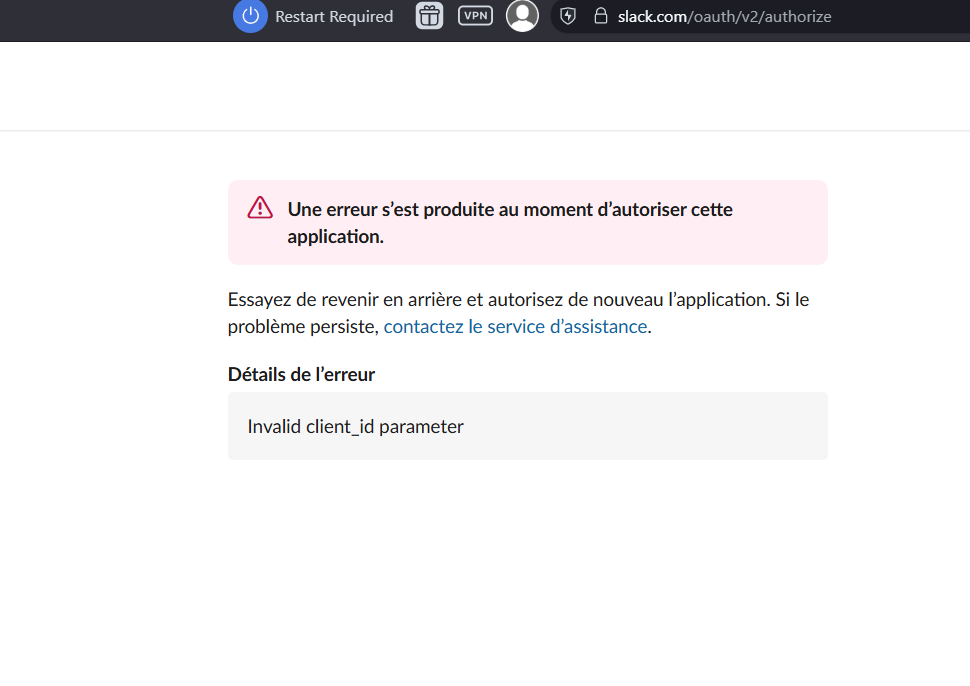 Restart Required
VPN
slack.com/oauth/v2/authorize
Une erreur s’est produite au moment d’autoriser cette
application.
Essayez de revenir en arrière et autorisez de nouveau l’application. Si le
problème persiste, contactez le service d’assistance.
Détails de l’erreur
Invalid client_id parameter